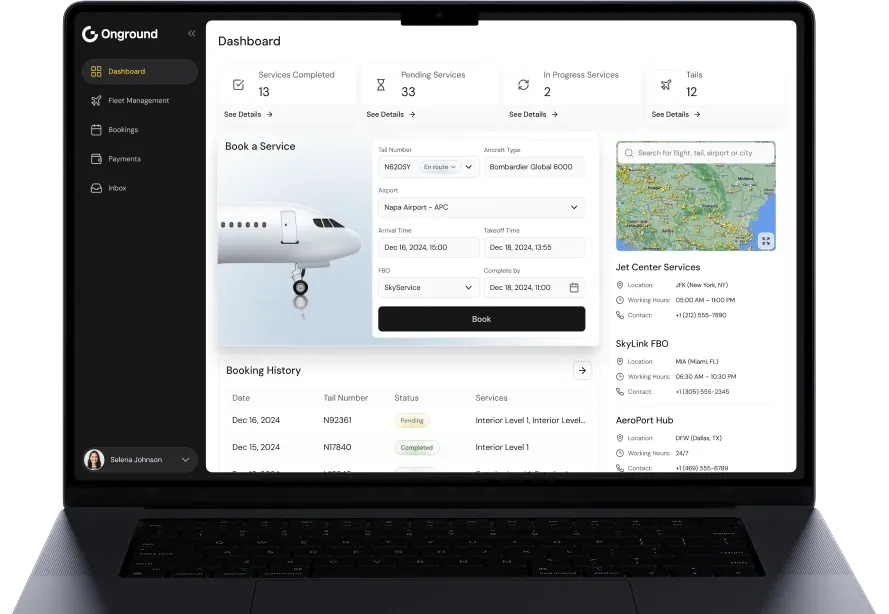 Onground
Dashboard
Fleet Management
Bookings
Payments
Inbox
Selena Johnson
Dashboard
Services Completed
13
See Details
Pending Services
33
See Details
In Progress Services
2
See Details
Tails
12
See Details
Book a Service
Tail Number
N620SY
En route
Aircraft Type
Bombardier Global 6000
Airport
Napa Airport - APC
Arrival Time
Dec 16, 2024, 15:00
Takeoff Time
Dec 18, 2024, 13:55
FBO
SkyService
Complete by
Dec 18, 2024, 11:00
Book
Booking History
Date Tail Number Status Services
Dec 16, 2024 N92361 Pending Interior Level 1, Interior Level...
Dec 15, 2024 N17840 Completed Interior Level 1
Search for flight, tail, airport or city
Jet Center Services
Location: JFK (New York, NY)
Working Hours: 05:00 AM – 11:00 PM
Contact: +1 (212) 555-7890
SkyLink FBO
Location: MIA (Miami, FL)
Working Hours: 06:30 AM – 10:30 PM
Contact: +1 (305) 555-2345
AeroPort Hub
Location: DFW (Dallas, TX)
Working Hours: 24/7
Contact: +1 (469) 555-6789